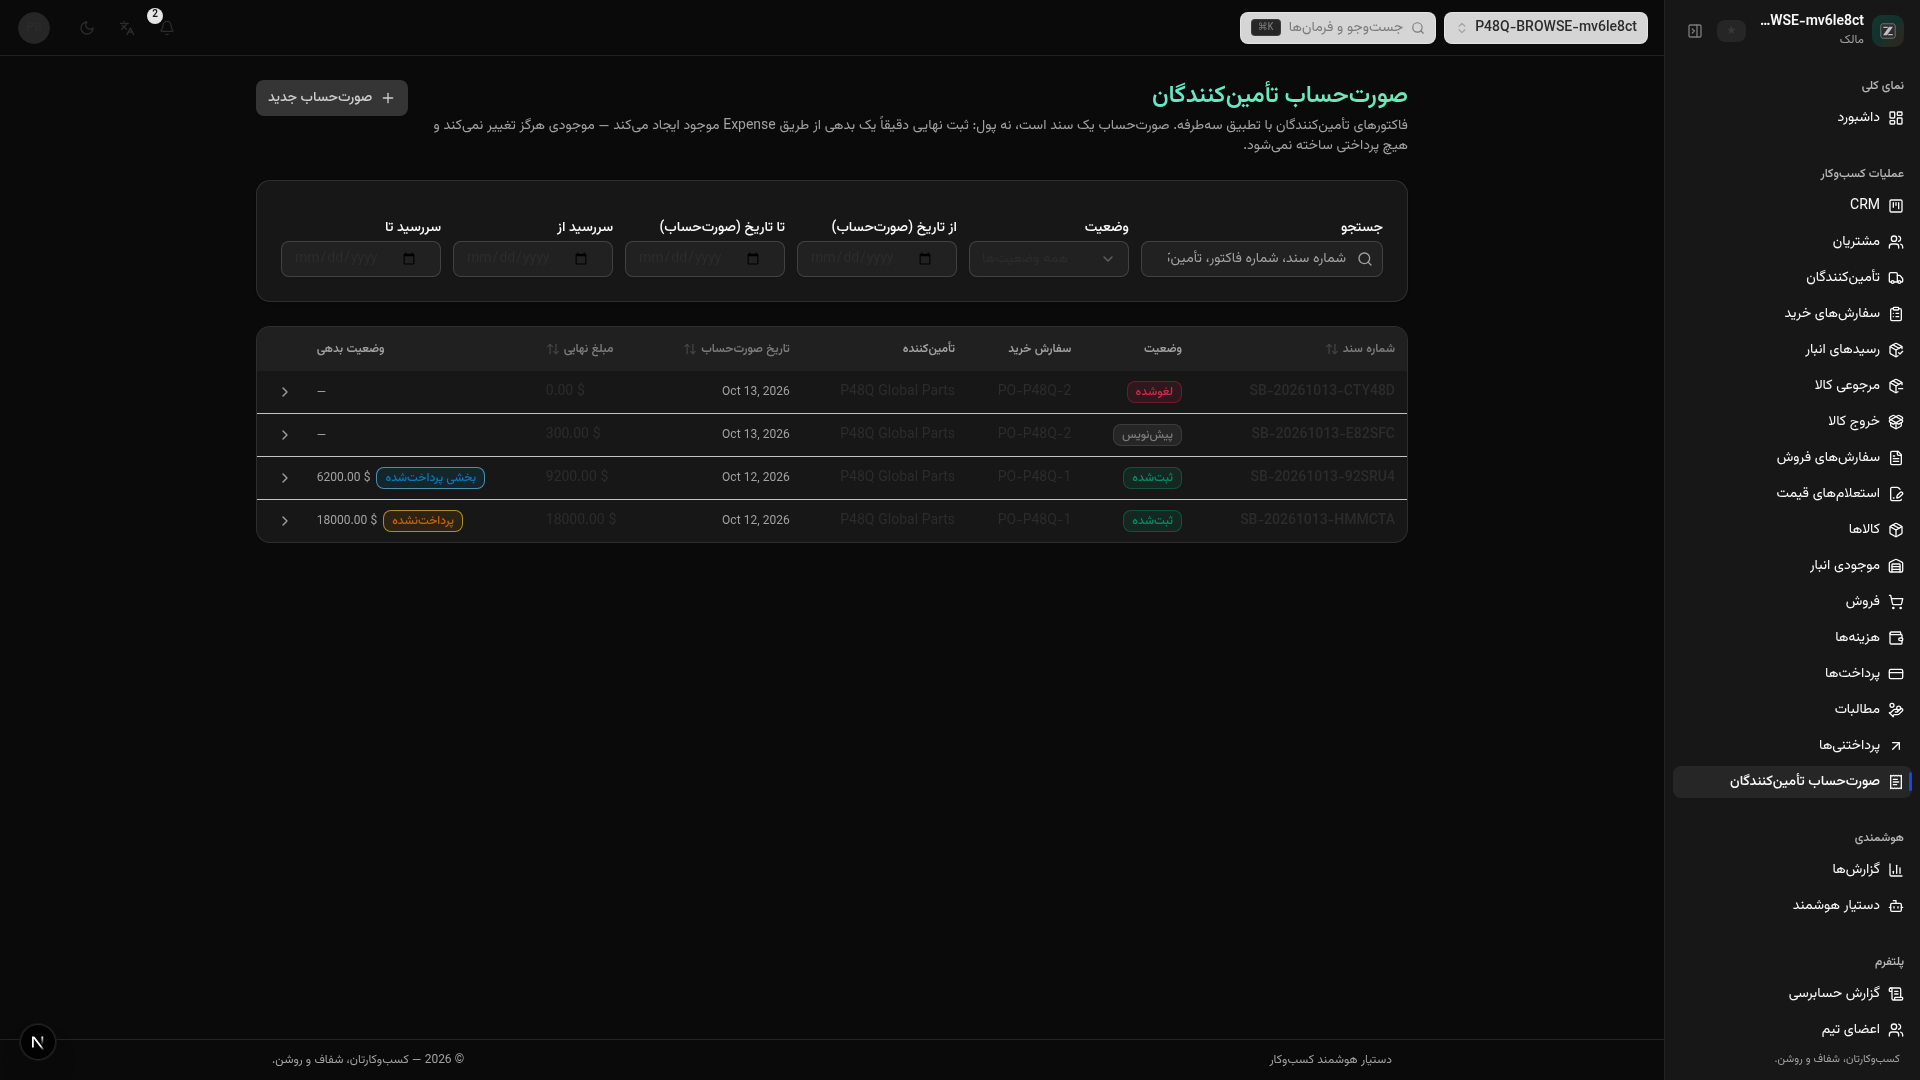 ...WSE-mv6le8ct
مالک
P48Q-BROWSE-mv6le8ct
جست‌وجو و فرمان‌ها
⌘K
2
نمای کلی
داشبورد
عملیات کسب‌وکار
CRM
مشتریان
تأمین‌کنندگان
سفارش‌های خرید
رسیدهای انبار
مرجوعی کالا
خروج کالا
سفارش‌های فروش
استعلام‌های قیمت
کالاها
موجودی انبار
فروش
هزینه‌ها
پرداخت‌ها
مطالبات
پرداختنی‌ها
صورت‌حساب تأمین‌کنندگان
هوشمندی
گزارش‌ها
دستیار هوشمند
پلتفرم
گزارش حسابرسی
اعضای تیم
کسب‌وکارتان، شفاف و روشن.
صورت‌حساب تأمین‌کنندگان
صورت‌حساب جدید
فاکتورهای تأمین‌کنندگان با تطبیق سه‌طرفه. صورت‌حساب یک سند است، نه پول: ثبت نهایی دقیقاً یک بدهی از طریق Expense موجود ایجاد می‌کند — موجودی هرگز تغییر نمی‌کند و
هیچ پرداختی ساخته نمی‌شود.
جستجو
وضعیت
از تاریخ (صورت‌حساب)
تا تاریخ (صورت‌حساب)
سررسید از
سررسید تا
شماره سند، شماره فاکتور، تأمین‌ک
همه وضعیت‌ها
mm/dd/yyyy
mm/dd/yyyy
mm/dd/yyyy
mm/dd/yyyy
شماره سند
وضعیت
سفارش خرید
تأمین‌کننده
تاریخ صورت‌حساب
مبلغ نهایی
وضعیت بدهی
SB-20261013-CTY48D
لغوشده
PO-P48Q-2
P48Q Global Parts
Oct 13, 2026
0.00 $
—
SB-20261013-E82SFC
پیش‌نویس
PO-P48Q-2
P48Q Global Parts
Oct 13, 2026
300.00 $
—
SB-20261013-92SRU4
ثبت‌شده
PO-P48Q-1
P48Q Global Parts
Oct 12, 2026
9200.00 $
بخشی پرداخت‌شده
6200.00 $
SB-20261013-HMMCTA
ثبت‌شده
PO-P48Q-1
P48Q Global Parts
Oct 12, 2026
18000.00 $
پرداخت‌نشده
18000.00 $
دستیار هوشمند کسب‌وکار
© 2026 — کسب‌وکارتان، شفاف و روشن.